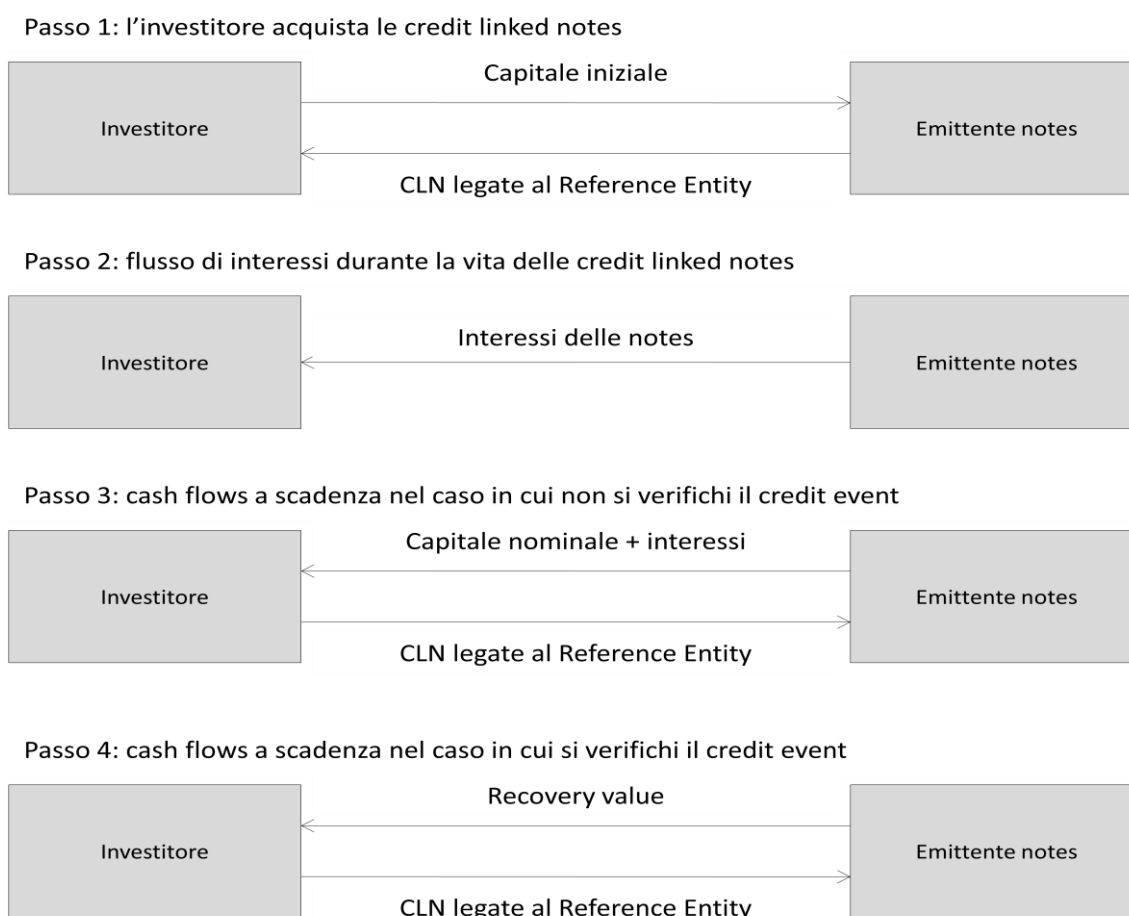 Passo 1: l’investitore acquista le credit linked notes
Capitale iniziale
Investitore
Emittente notes
CLN legate al Reference Entity
Passo 2: flusso di interessi durante la vita delle credit linked notes
Interessi delle notes
Investitore
Emittente notes
Passo 3: cash flows a scadenza nel caso in cui non si verifichi il credit event
Capitale nominale + interessi
Investitore
Emittente notes
CLN legate al Reference Entity
Passo 4: cash flows a scadenza nel caso in cui si verifichi il credit event
Recovery value
Investitore
Emittente notes
CLN legate al Reference Entity